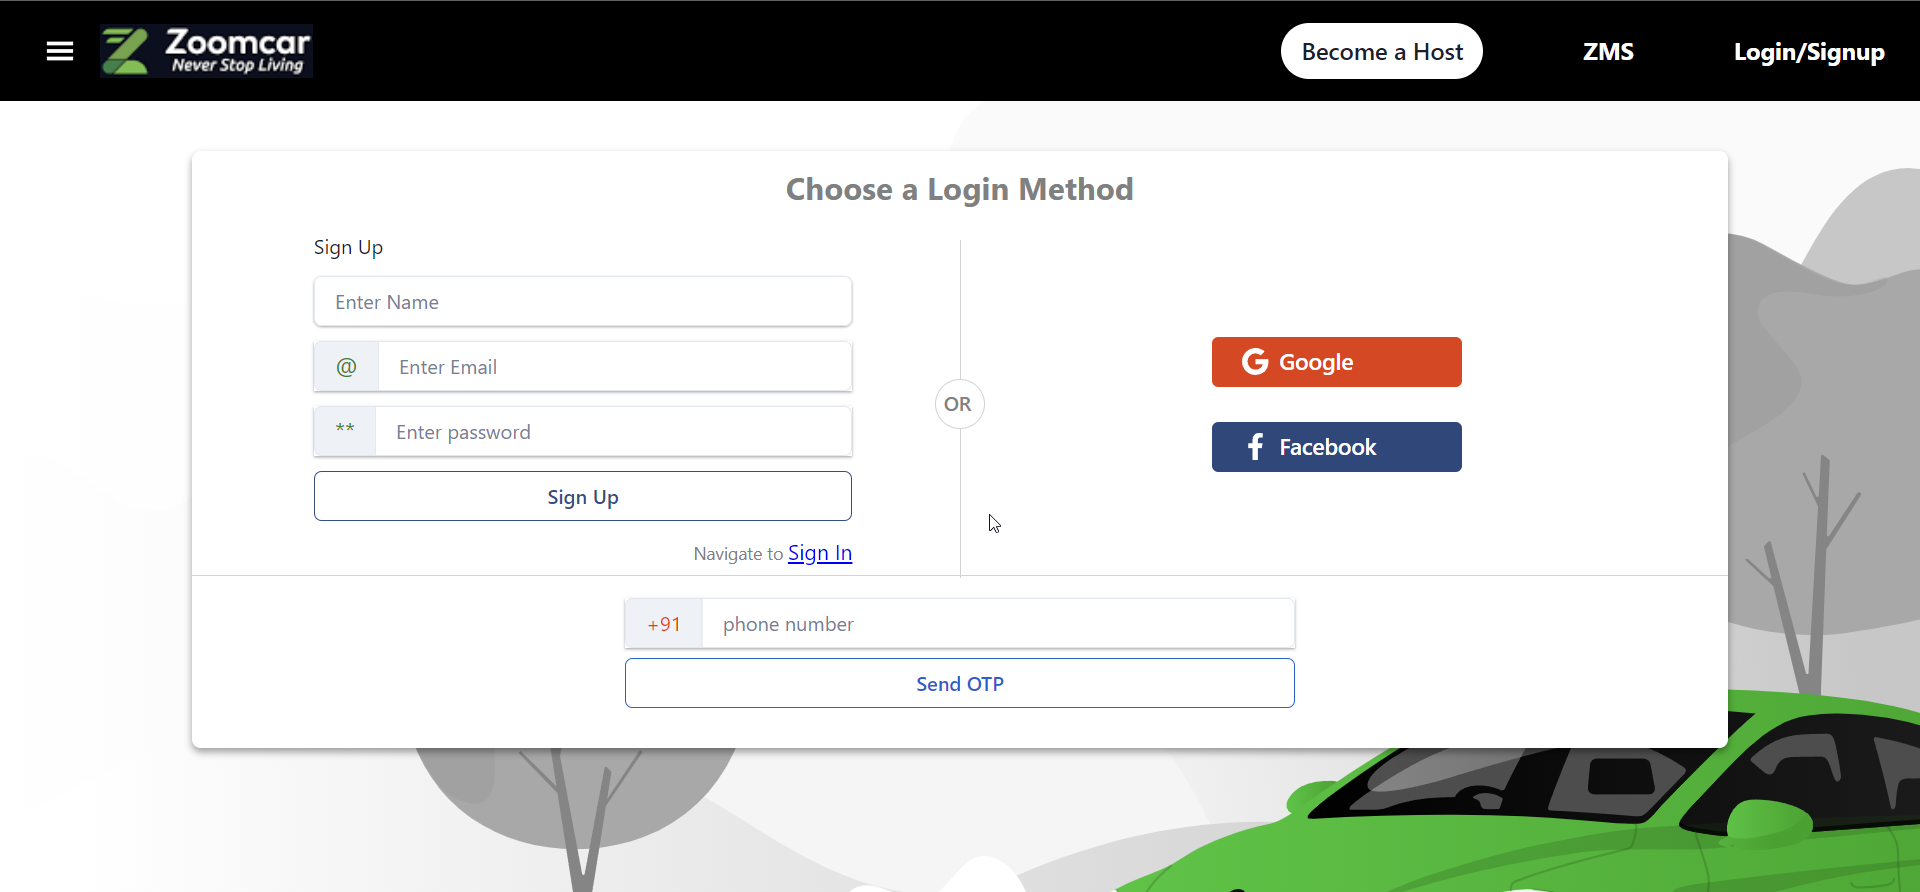 Zoomcar
Never Stop Living
Become a Host
ZMS
Login/Signup
Choose a Login Method
Sign Up
Enter Name
@
Enter Email
**
Enter password
Sign Up
Navigate to Sign In
OR
Google
Facebook
+91
phone number
Send OTP